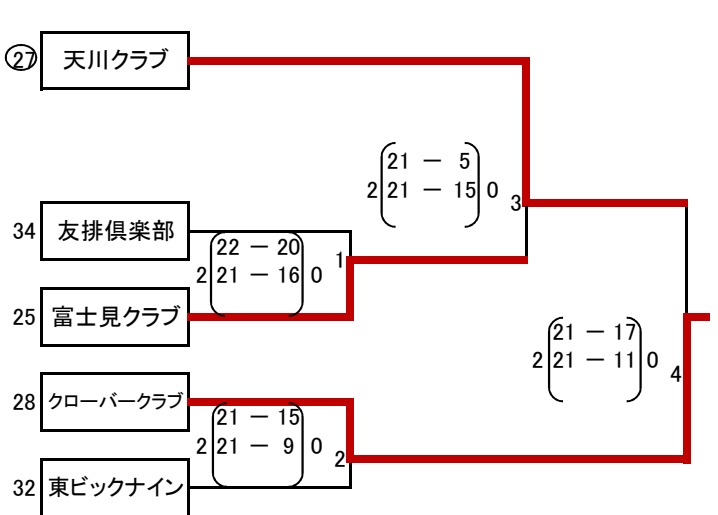 27 天川クラブ
21 － 5
2 21 － 15 0
3
34 友排倶楽部
22 － 20
2 21 － 16 0
1
25 富士見クラブ
21 － 17
2 21 － 11 0
4
28 クローバークラブ
21 － 15
2 21 － 9 0
2
32 東ビックナイン